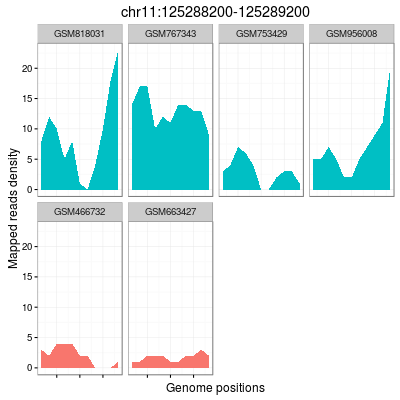 chr11:125288200-125289200
GSM818031 GSM767343 GSM753429 GSM956008
20
15
10
5
0
GSM466732 GSM663427
20
15
10
5
0
Mapped reads density
Genome positions